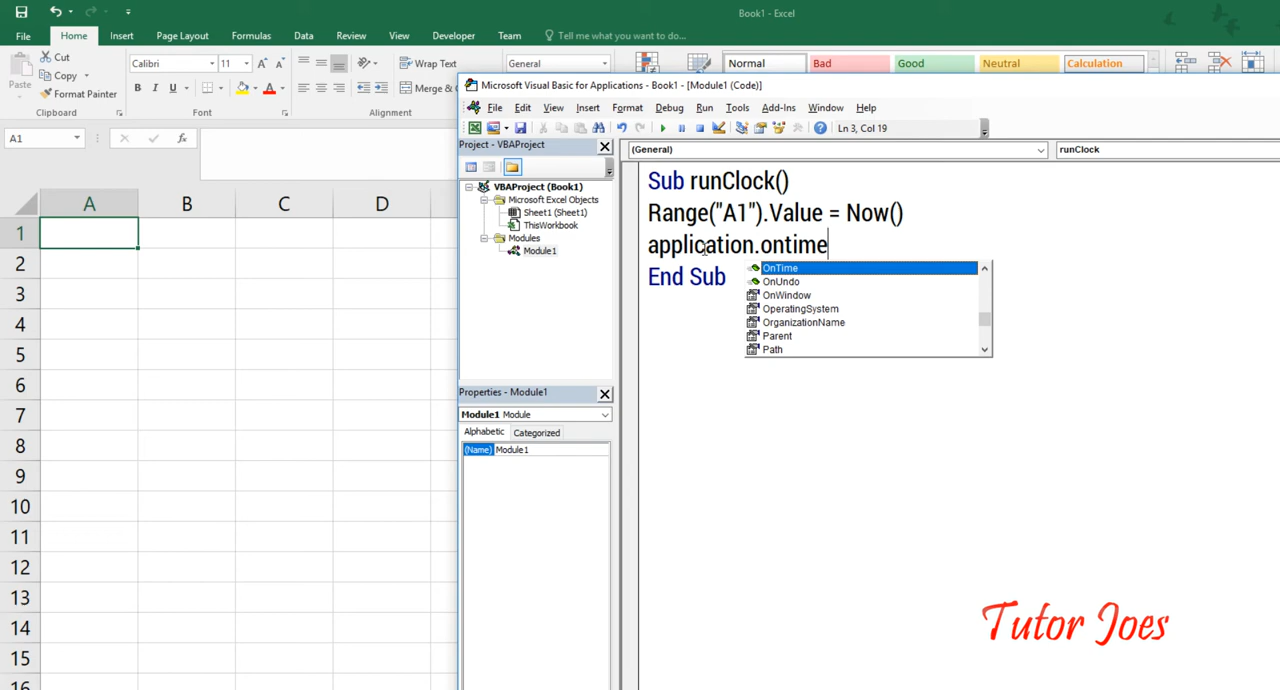 Book1 - Excel
File Home Insert Page Layout Formulas Data Review View Developer Team Tell me what you want to do...
Cut
Copy
Paste
Format Painter
Clipboard
Calibri 11
B I U
Font
Wrap Text
Merge &
Alignment
General
Normal Bad Good Neutral Calculation
A1
fx
A B C D
1
2
3
4
5
6
7
8
9
10
11
12
13
14
15
16
Microsoft Visual Basic for Applications - Book1 - [Module1 (Code)]
File Edit View Insert Format Debug Run Tools Add-Ins Window Help
Ln 3, Col 19
Project - VBAProject
VBAProject (Book1)
Microsoft Excel Objects
Sheet1 (Sheet1)
ThisWorkbook
Modules
Module1
Properties - Module1
Module1 Module
Alphabetic Categorized
(Name) Module1
(General) runClock
Sub runClock()
Range("A1").Value = Now()
application.ontime
End Sub
OnTime
OnUndo
OnWindow
OperatingSystem
OrganizationName
Parent
Path
Tutor Joes